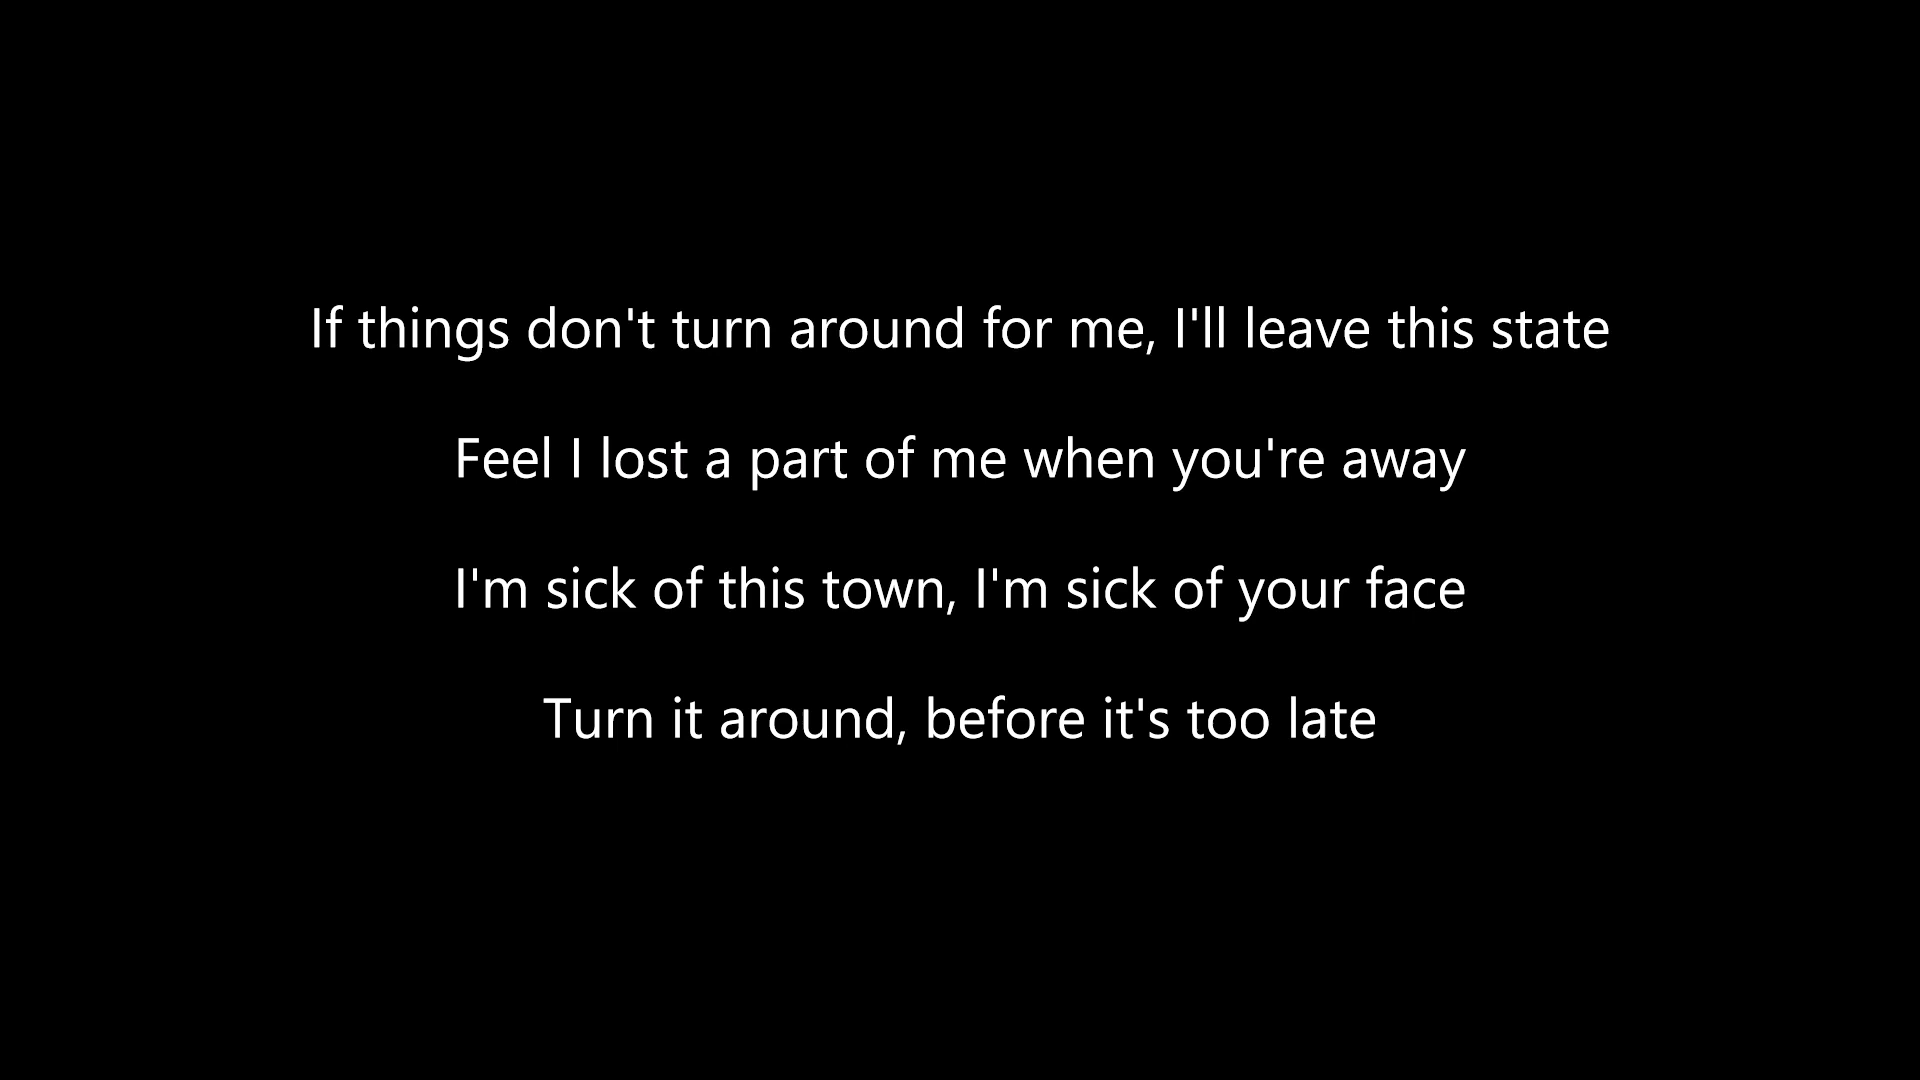 If things don't turn around for me, I'll leave this state
Feel I lost a part of me when you're away
I'm sick of this town, I'm sick of your face
Turn it around, before it's too late